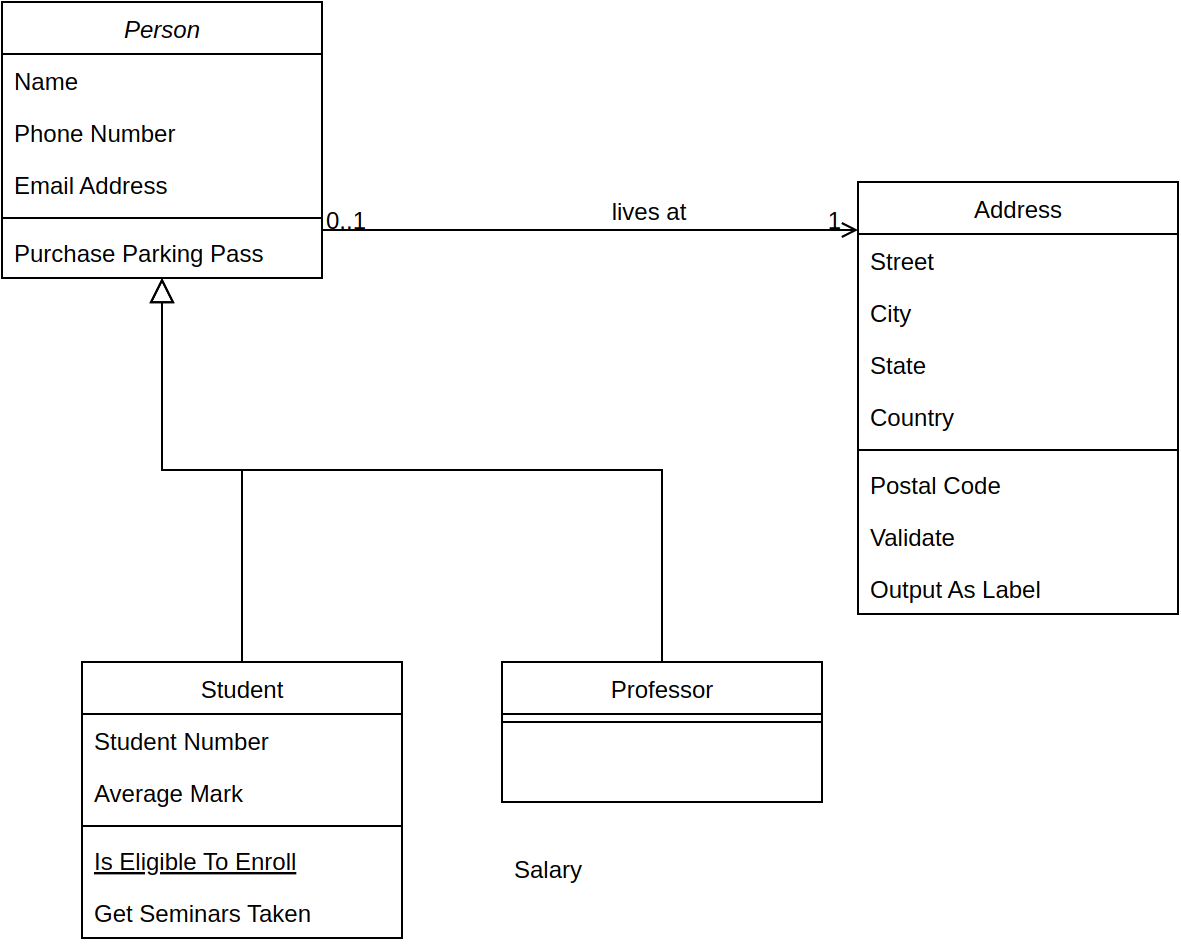 Person
Name
Phone Number
Email Address
Purchase Parking Pass
0..1
lives at
1
Address
Street
City
State
Country
Postal Code
Validate
Output As Label
Student
Student Number
Average Mark
Is Eligible To Enroll
Get Seminars Taken
Professor
Salary